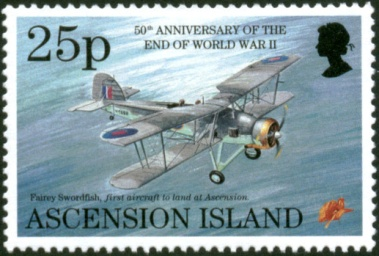 25p
50th ANNIVERSARY OF THE
END OF WORLD WAR II
Fairey Swordfish, first aircraft to land at Ascension.
ASCENSION ISLAND